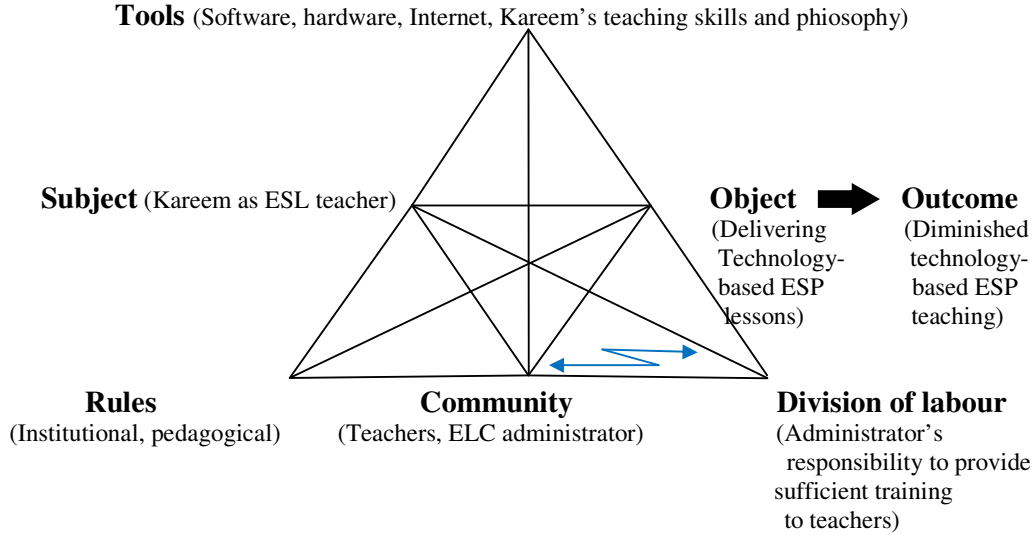 Tools (Software, hardware, Internet, Kareem's teaching skills and phiosophy)
Subject (Kareem as ESL teacher)
Object
(Delivering
Technology-
based ESP
lessons)
Outcome
(Diminished
technology-
based ESP
teaching)
Rules
(Institutional, pedagogical)
Community
(Teachers, ELC administrator)
Division of labour
(Administrator's
responsibility to provide
sufficient training
to teachers)